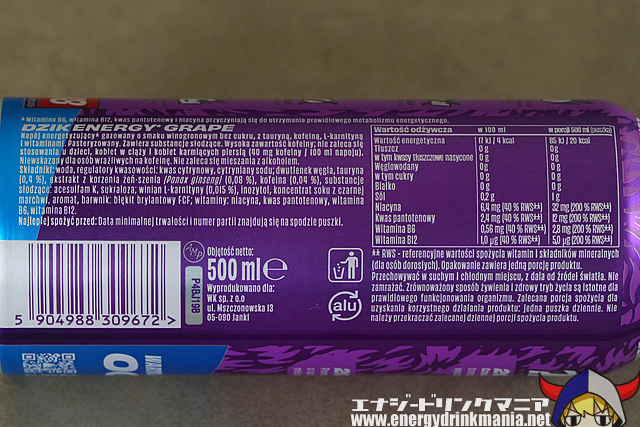 * Witamina B6, witamina B12, kwas pantotenowy i niacyna przyczyniają się do utrzymania prawidłowego metabolizmu energetycznego.
DZIK ENERGY® GRAPE
Napój energetyzujący* gazowany o smaku winogronowym bez cukru, z tauryną, kofeiną, L-karnityną
i witaminami. Pasteryzowany. Zawiera substancje słodzące. Wysoka zawartość kofeiny; nie zaleca się
stosowania u dzieci, kobiet w ciąży i kobiet karmiących piersią (40 mg kofeiny / 100 ml napoju).
Niewskazany dla osób wrażliwych na kofeinę. Nie zaleca się mieszania z alkoholem.
Składniki: woda, regulatory kwasowości: kwas cytrynowy, cytryniany sodu; dwutlenek węgla, tauryna
(0,4 %), ekstrakt z korzenia żeń-szenia (Panax ginseng) (0,08 %), kofeina (0,04 %), substancje
słodzące: acesulfam K, sukraloza; winian L-karnityny (0,015 %), inozytol, koncentrat soku z czarnej
marchwi, aromat, barwnik: błękit brylantowy FCF; witaminy: niacyna, kwas pantotenowy, witamina
B6, witamina B12.
Najlepiej spożyć przed: Data minimalnej trwałości i numer partii znajdują się na spodzie puszki.
Wartość odżywcza w 100 ml w porcji 500 ml (puszka)
Wartość energetyczna 17 kJ / 4 kcal 85 kJ / 20 kcal
Tłuszcz 0 g 0 g
w tym kwasy tłuszczowe nasycone 0 g 0 g
Węglowodany 0 g 0 g
w tym cukry 0 g 0 g
Białko 0 g 0 g
Sól 0,2 g 1 g
Niacyna 6,4 mg (40 % RWS**) 32 mg (200 % RWS**)
Kwas pantotenowy 2,4 mg (40 % RWS**) 12 mg (200 % RWS**)
Witamina B6 0,56 mg (40 % RWS**) 2,8 mg (200 % RWS**)
Witamina B12 1,0 µg (40 % RWS**) 5,0 µg (200 % RWS**)
** RWS - referencyjne wartości spożycia witamin i składników mineralnych
(dla osób dorosłych). Opakowanie zawiera jedną porcję produktu.
Przechowywać w suchym i chłodnym miejscu, z dala od źródeł światła. Nie
zamrażać. Zrównoważony sposób żywienia i zdrowy tryb życia są istotne dla
prawidłowego funkcjonowania organizmu. Zalecana porcja spożycia dla
uzyskania korzystnego działania produktu: jedna puszka dziennie. Nie
należy przekraczać zalecanej dziennej porcji spożycia produktu.
5 904988 309672 >
P4BJ19B
Objętość netto:
500 ml e
Wyprodukowano dla:
WK sp. z o.o
ul. Mszczonowska 13
05-090 Janki
alu
エナジードリンクマニア
www.energydrinkmania.net